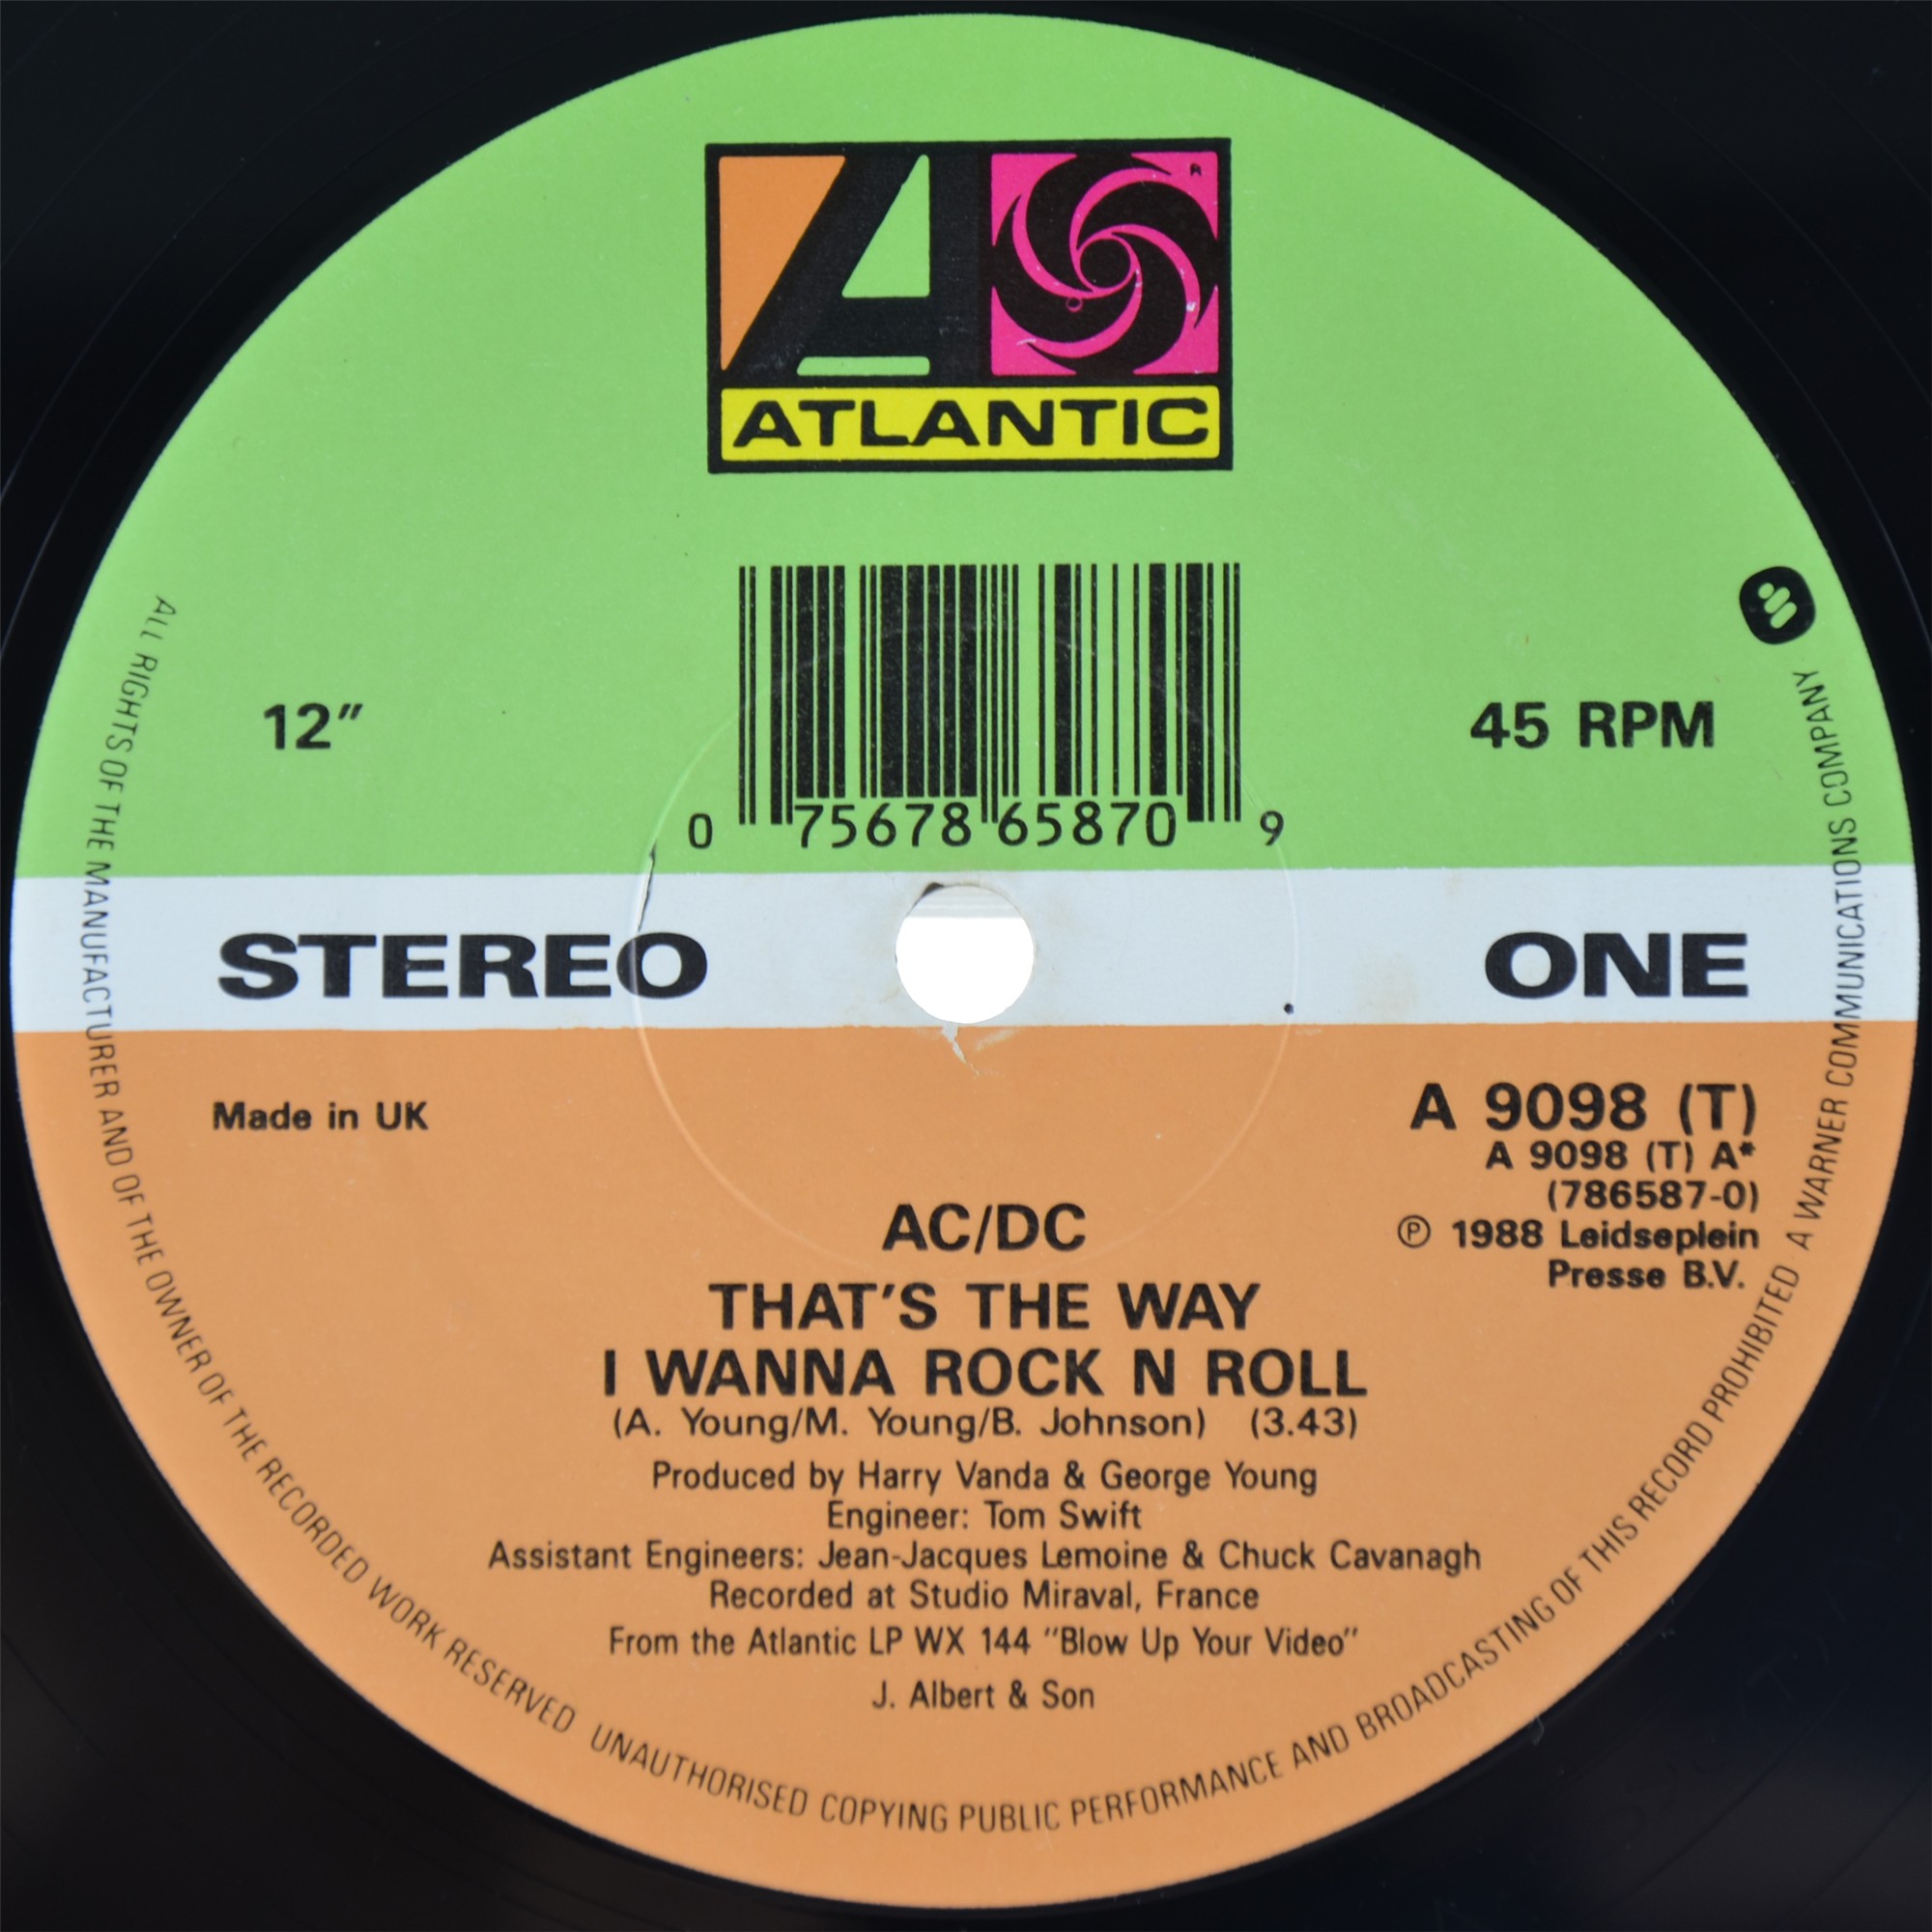 ATLANTIC
0 75678 65870 9
12″
45 RPM
STEREO
ONE
Made in UK
A 9098 (T)
A 9098 (T) A*
(786587-0)
℗ 1988 Leidseplein
Presse B.V.
AC/DC
THAT'S THE WAY
I WANNA ROCK N ROLL
(A. Young/M. Young/B. Johnson) (3.43)
Produced by Harry Vanda & George Young
Engineer: Tom Swift
Assistant Engineers: Jean-Jacques Lemoine & Chuck Cavanagh
Recorded at Studio Miraval, France
From the Atlantic LP WX 144 "Blow Up Your Video"
J. Albert & Son
ALL RIGHTS OF THE MANUFACTURER AND OF THE OWNER OF THE RECORDED WORK RESERVED UNAUTHORISED COPYING PUBLIC PERFORMANCE AND BROADCASTING OF THIS RECORD PROHIBITED A WARNER COMMUNICATIONS COMPANY